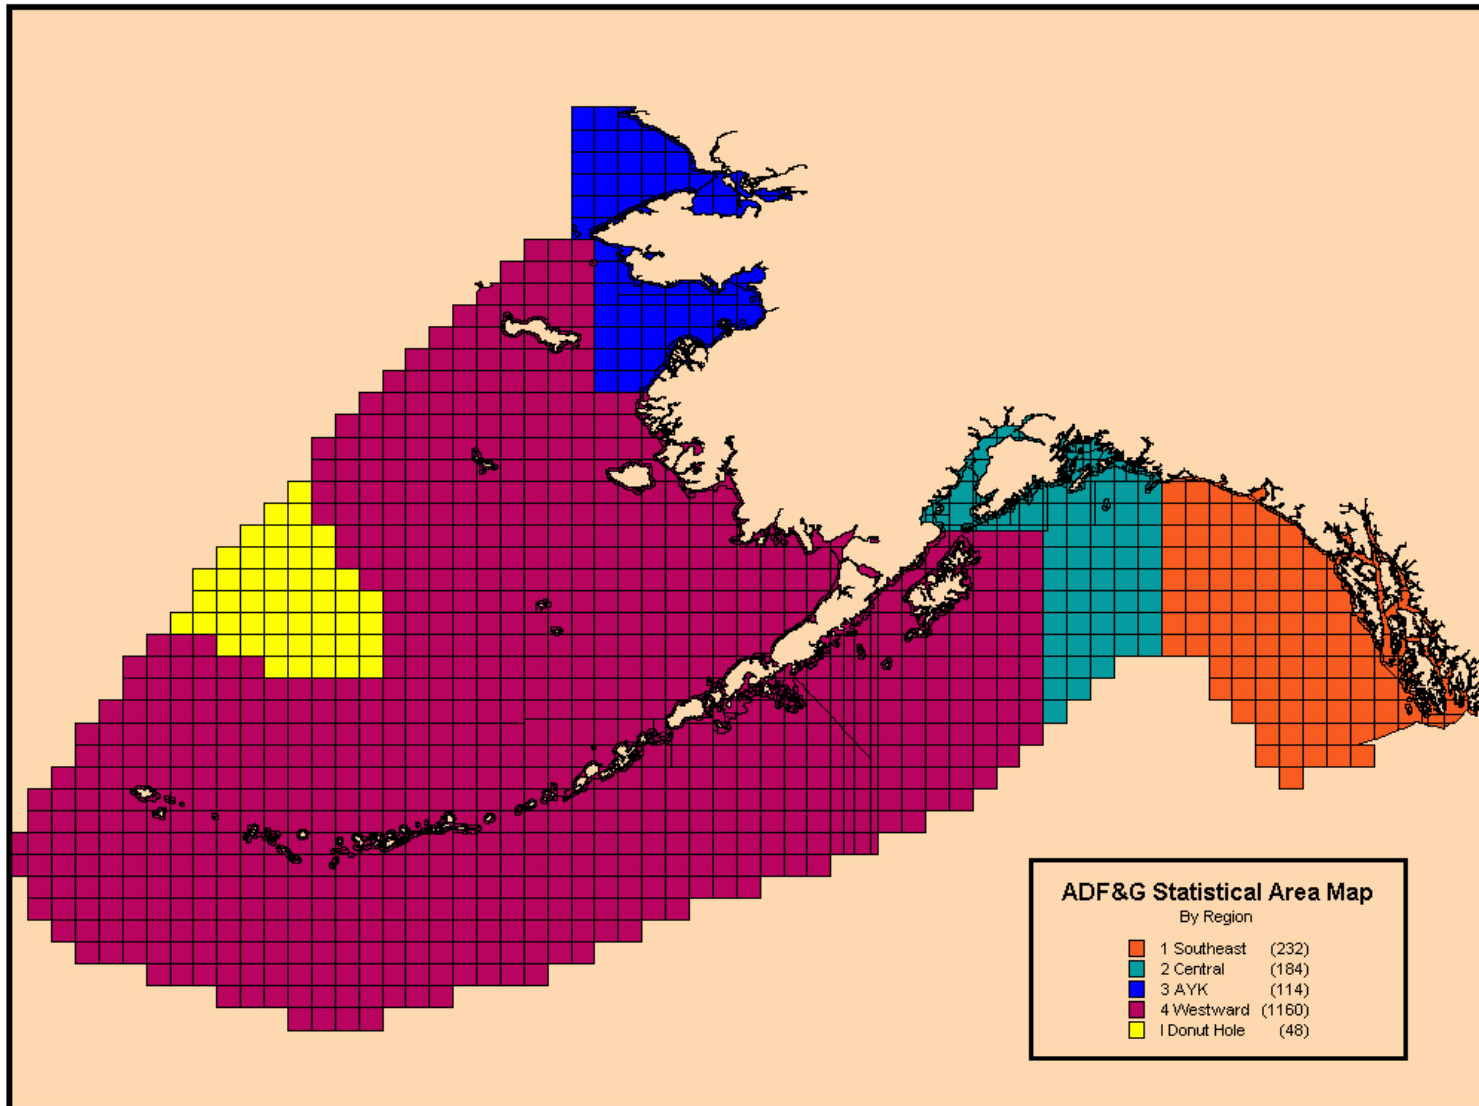 ADF&G Statistical Area Map
By Region
1 Southeast (232)
2 Central (184)
3 AYK (114)
4 Westward (1160)
I Donut Hole (48)